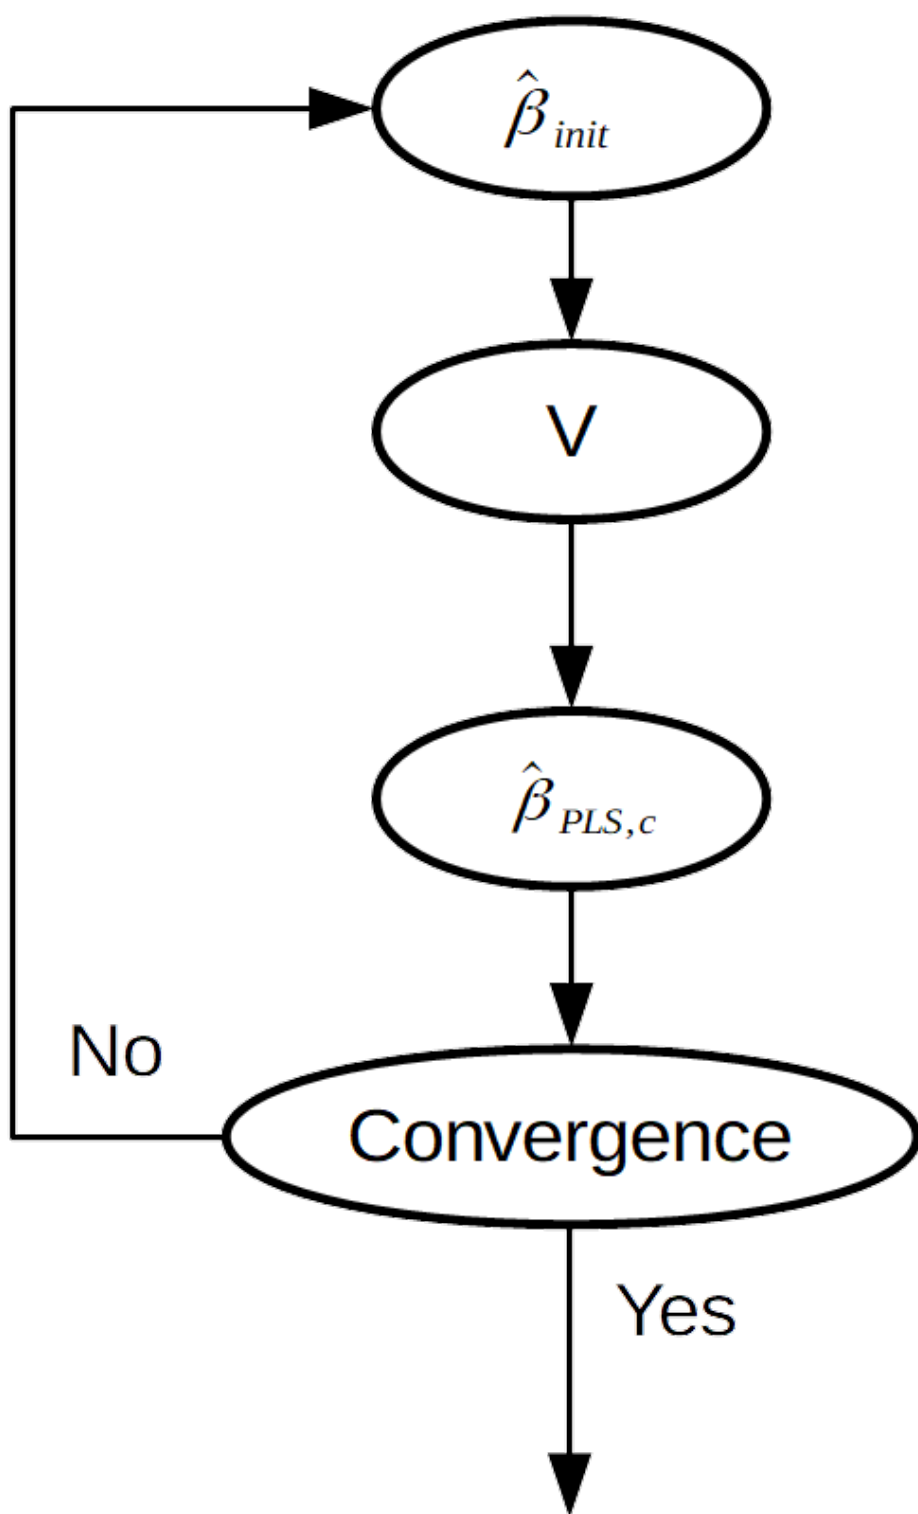 β̂ init
V
β̂ PLS,c
No
Convergence
Yes